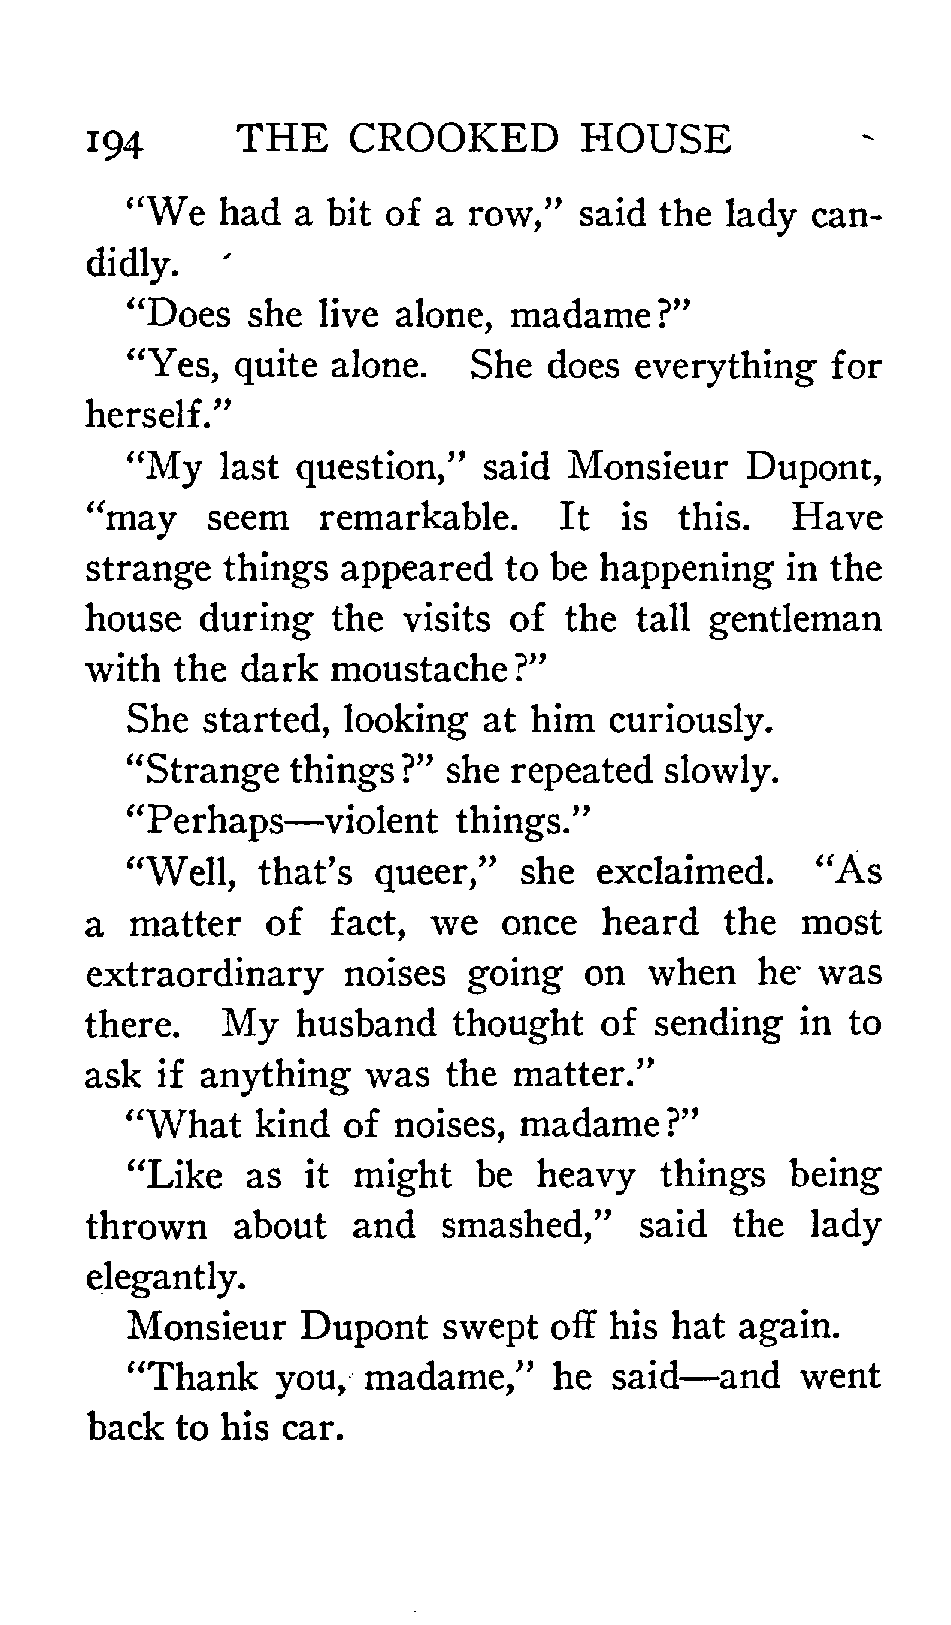 194 THE CROOKED HOUSE
"We had a bit of a row," said the lady can-
didly.
"Does she live alone, madame?"
"Yes, quite alone. She does everything for
herself."
"My last question," said Monsieur Dupont,
"may seem remarkable. It is this. Have
strange things appeared to be happening in the
house during the visits of the tall gentleman
with the dark moustache?"
She started, looking at him curiously.
"Strange things?" she repeated slowly.
"Perhaps—violent things."
"Well, that's queer," she exclaimed. "As
a matter of fact, we once heard the most
extraordinary noises going on when he was
there. My husband thought of sending in to
ask if anything was the matter."
"What kind of noises, madame?"
"Like as it might be heavy things being
thrown about and smashed," said the lady
elegantly.
Monsieur Dupont swept off his hat again.
"Thank you, madame," he said—and went
back to his car.